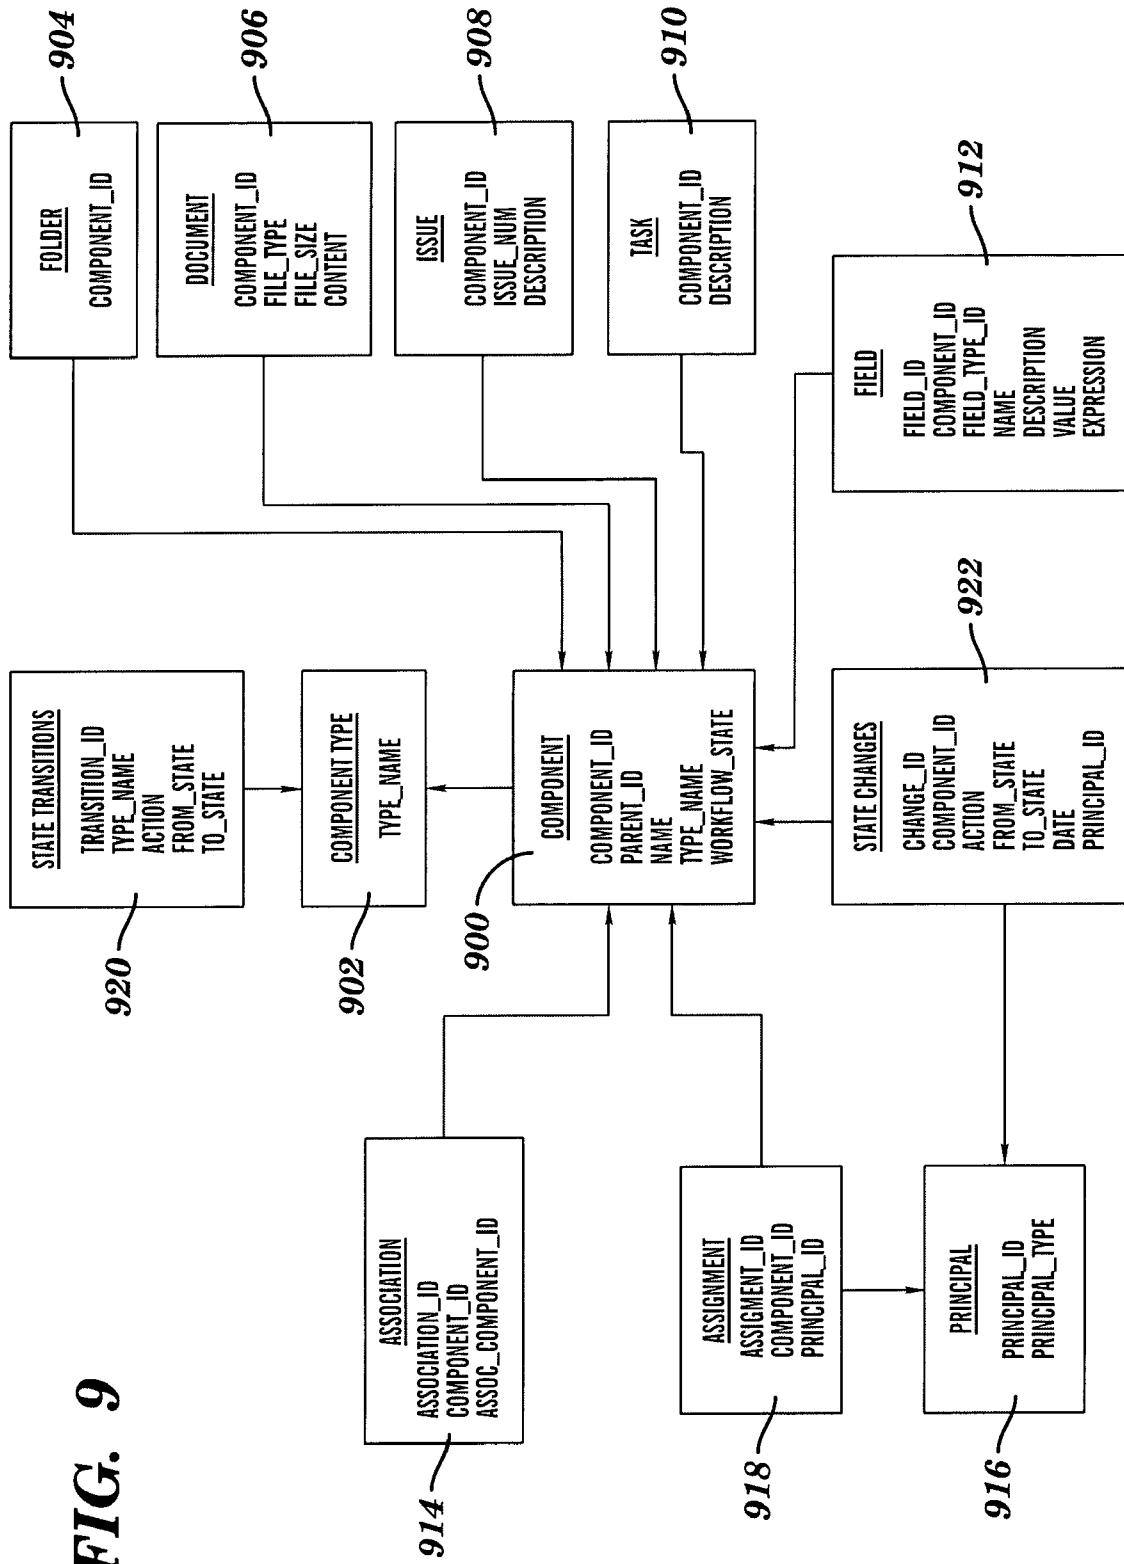 FIG. 9
STATE TRANSITIONS
TRANSITION_ID
TYPE_NAME
ACTION
FROM_STATE
TO_STATE
920
COMPONENT TYPE
TYPE_NAME
902
COMPONENT
COMPONENT_ID
PARENT_ID
NAME
TYPE_NAME
WORKFLOW_STATE
900
FOLDER
COMPONENT_ID
904
DOCUMENT
COMPONENT_ID
FILE_TYPE
FILE_SIZE
CONTENT
906
ISSUE
COMPONENT_ID
ISSUE_NUM
DESCRIPTION
908
TASK
COMPONENT_ID
DESCRIPTION
910
FIELD
FIELD_ID
COMPONENT_ID
FIELD_TYPE_ID
NAME
DESCRIPTION
VALUE
EXPRESSION
912
ASSOCIATION
ASSOCIATION_ID
COMPONENT_ID
ASSOC_COMPONENT_ID
914
ASSIGNMENT
ASSIGMENT_ID
COMPONENT_ID
PRINCIPAL_ID
918
PRINCIPAL
PRINCIPAL_ID
PRINCIPAL_TYPE
916
STATE CHANGES
CHANGE_ID
COMPONENT_ID
ACTION
FROM_STATE
TO_STATE
DATE
PRINCIPAL_ID
922